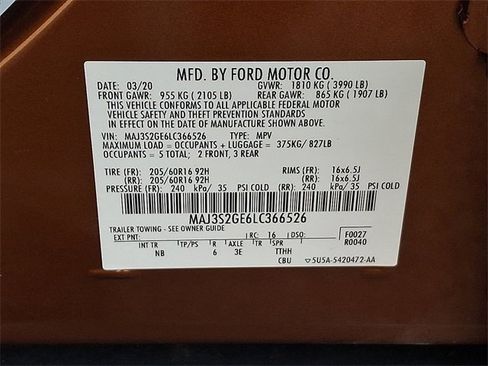 MFD. BY FORD MOTOR CO.
DATE: 03/20 GVWR: 1810 KG ( 3990 LB)
FRONT GAWR: 955 KG ( 2105 LB) REAR GAWR: 865 KG ( 1907 LB)
THIS VEHICLE CONFORMS TO ALL APPLICABLE FEDERAL MOTOR
VEHICLE SAFETY AND THEFT PREVENTION STANDARDS
IN EFFECT ON THE DATE OF MANUFACTURE SHOWN ABOVE.
VIN: MAJ3S2GE6LC366526 TYPE: MPV
MAXIMUM LOAD = OCCUPANTS + LUGGAGE = 375KG/ 827LB
OCCUPANTS = 5 TOTAL; 2 FRONT, 3 REAR
TIRE (FR): 205/60R16 92H RIMS (FR): 16x6.5J
(RR): 205/60R16 92H (RR): 16x6.5J
PRESSURE (FR): 240 kPa/ 35 PSI COLD (RR): 240 kPa/ 35 PSI COLD
MAJ3S2GE6LC366526
TRAILER TOWING - SEE OWNER GUIDE
EXT PNT: RC: 16 DSO: F0027
R0040
INT TR TP/PS R AXLE TR SPR
NB 6 3E TTHH
CBU 5U5A-5420472-AA